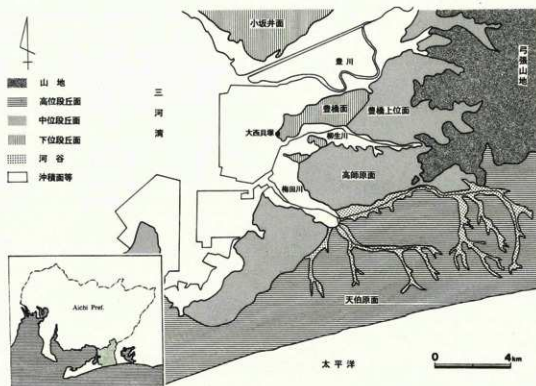 小坂井面
豊川
弓張山地
山地
高位段丘面
中位段丘面
下位段丘面
河谷
沖積面等
三河湾
大西貝塚
豊橋面
豊橋上位面
柳生川
高師原面
梅田川
天伯原面
Aichi Pref.
太平洋
0 4km